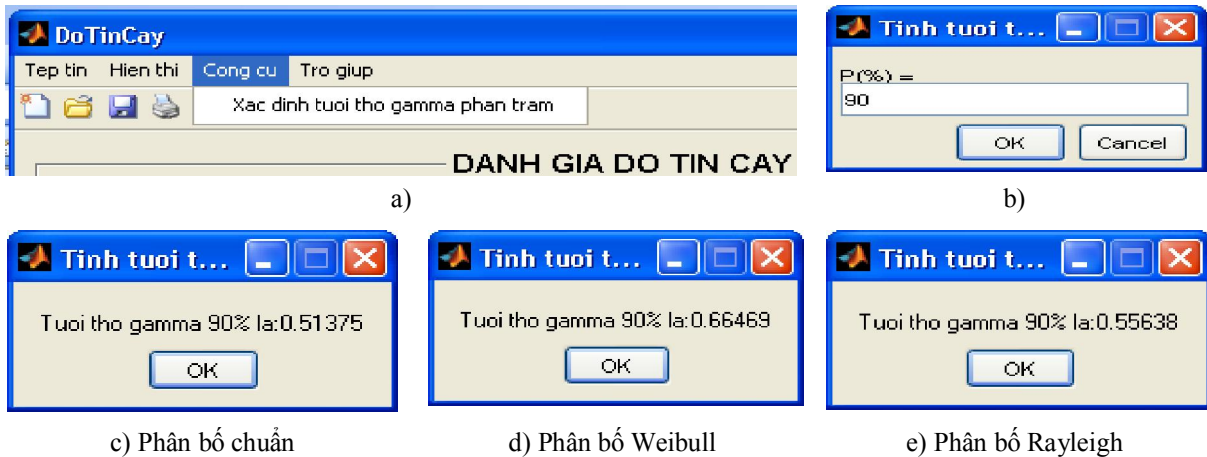 DoTinCay
Tep tin Hien thi Cong cu Tro giup
Xac dinh tuoi tho gamma phan tram
DANH GIA DO TIN CAY
a)
Tinh tuoi t...
P(%) =
90
OK Cancel
b)
Tinh tuoi t...
Tuoi tho gamma 90% la:0.51375
OK
c) Phân bố chuẩn
Tinh tuoi t...
Tuoi tho gamma 90% la:0.66469
OK
d) Phân bố Weibull
Tinh tuoi t...
Tuoi tho gamma 90% la:0.55638
OK
e) Phân bố Rayleigh